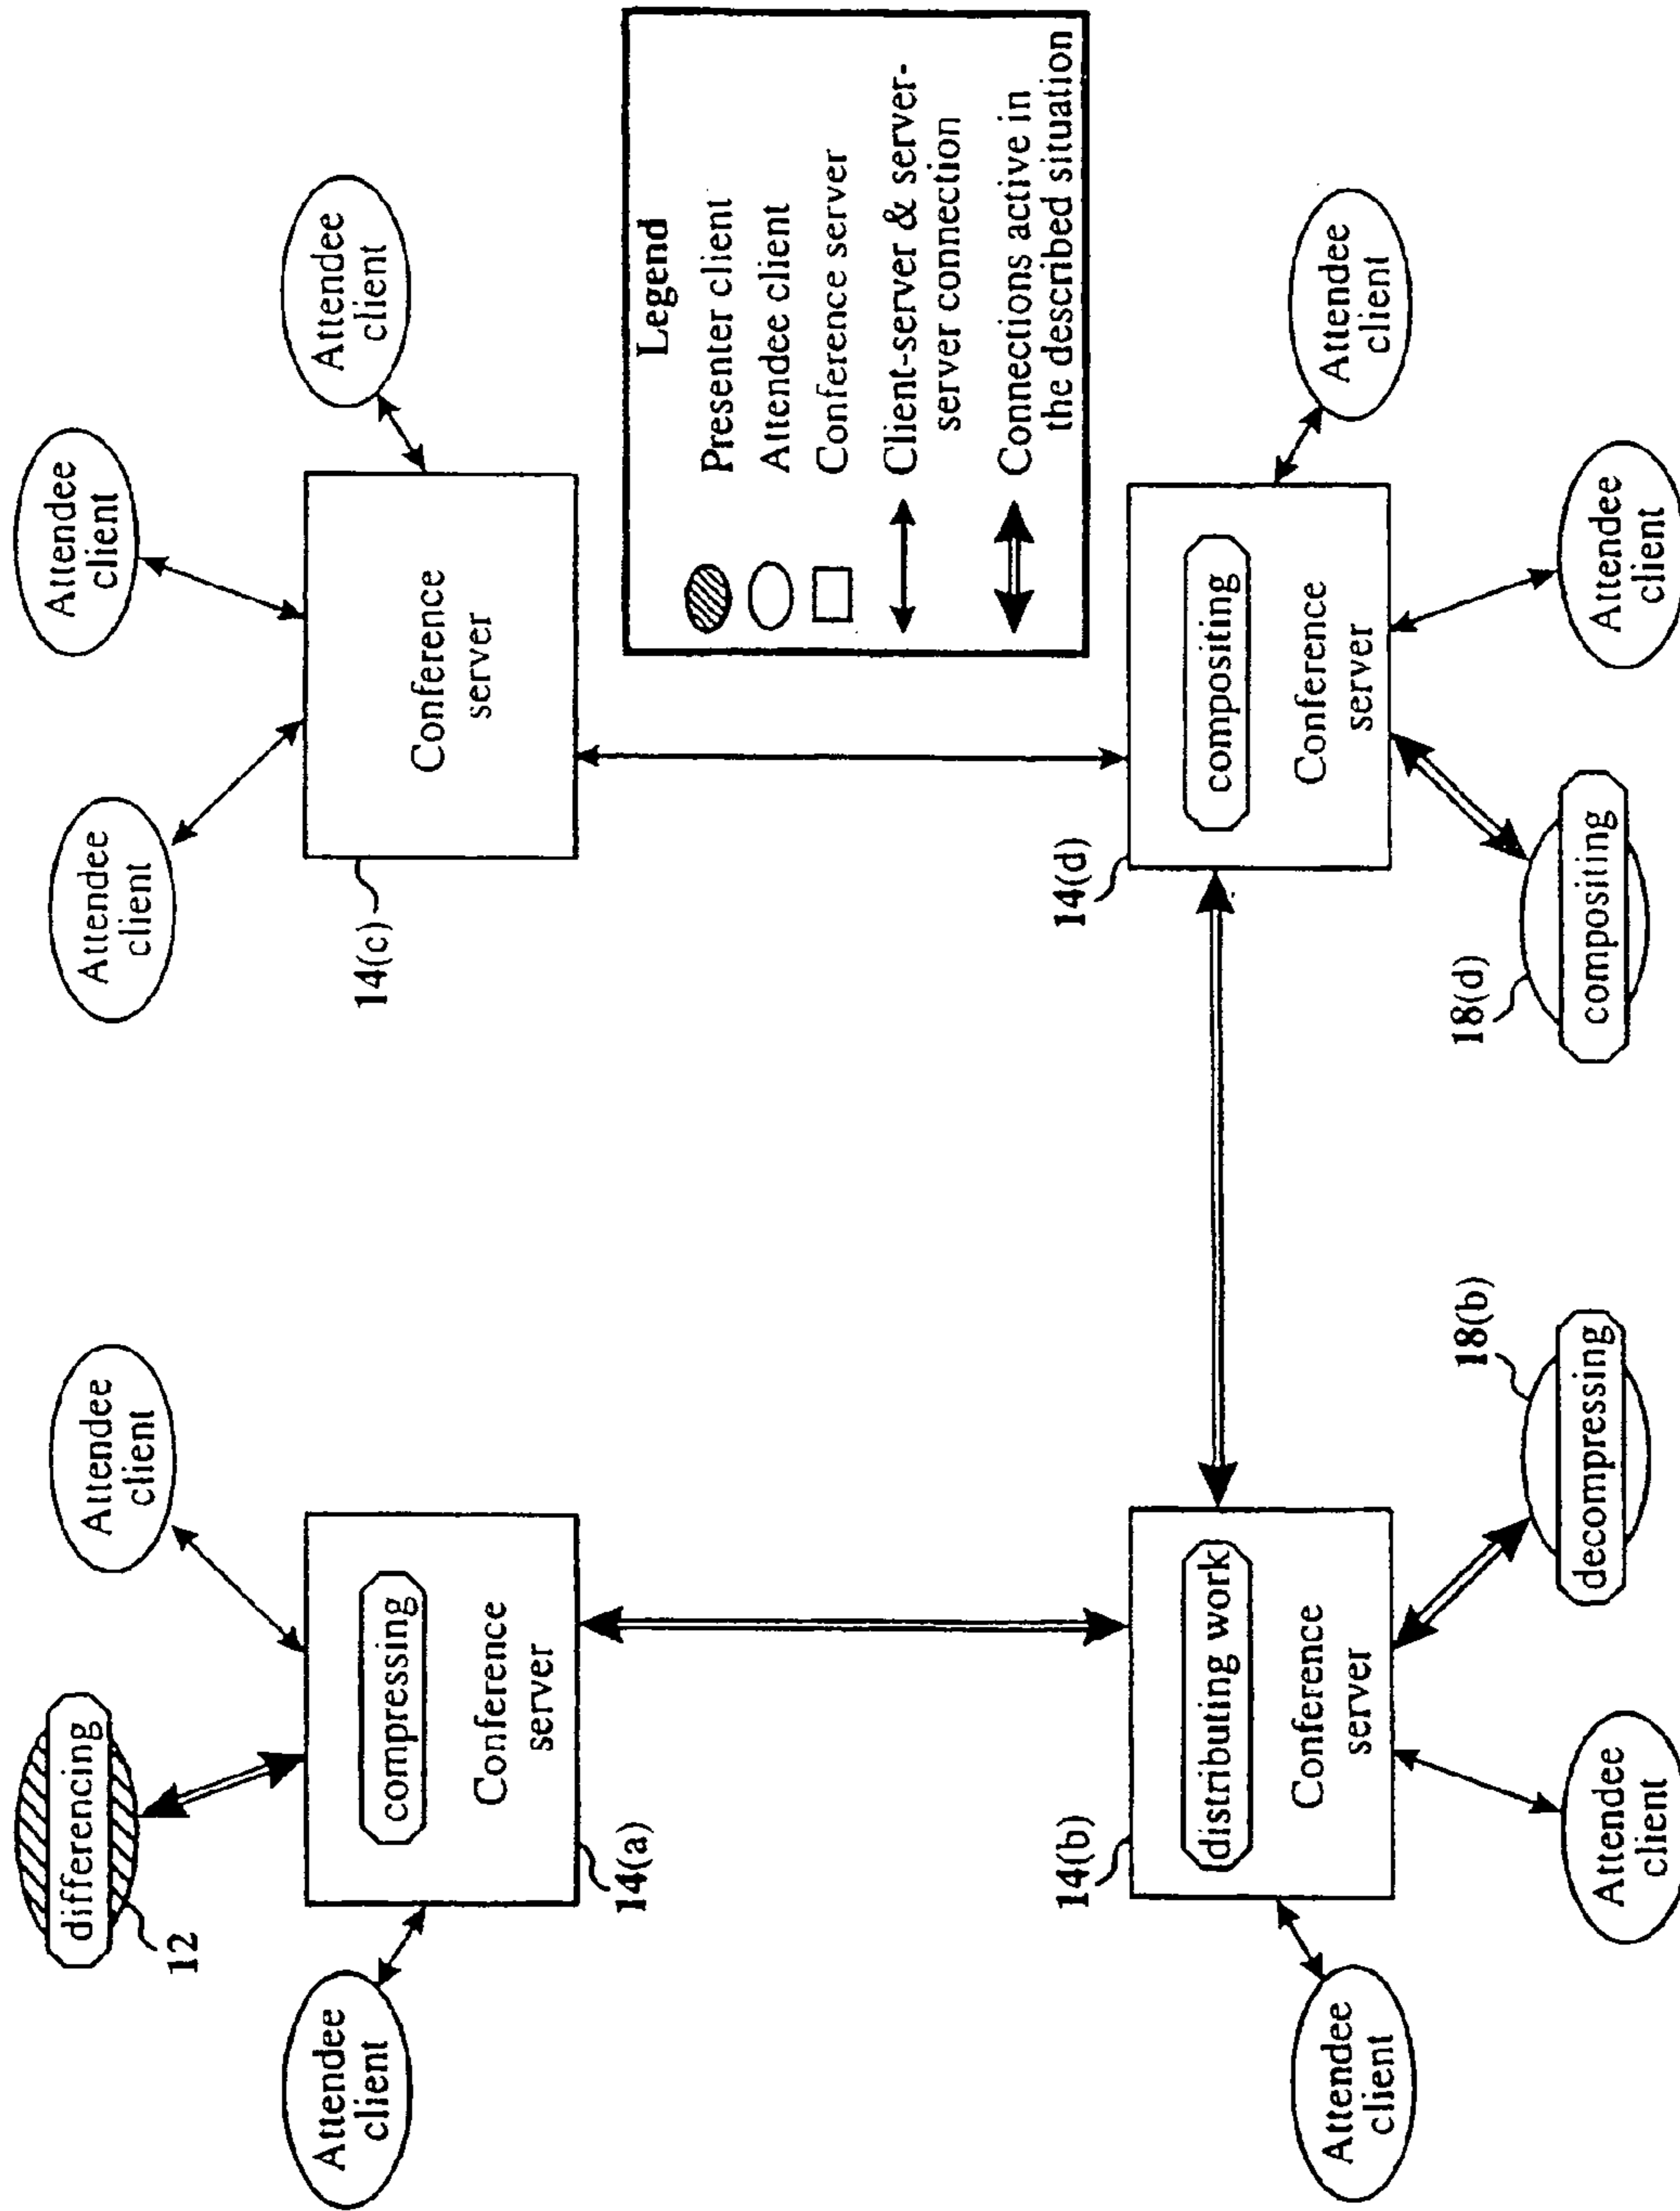 differencing
12
Attendee
client
Attendee
client
compressing
Conference
server
14(a)
Attendee
client
Attendee
client
Attendee
client
Conference
server
14(c)
Legend
Presenter client
Attendee client
Conference server
Client-server & server-
server connection
Connections active in
the described situation
14(b)
distributing work
Conference
server
Attendee
client
Attendee
client
18(b)
decompressing
14(d)
compositing
Conference
server
18(d)
compositing
Attendee
client
Attendee
client